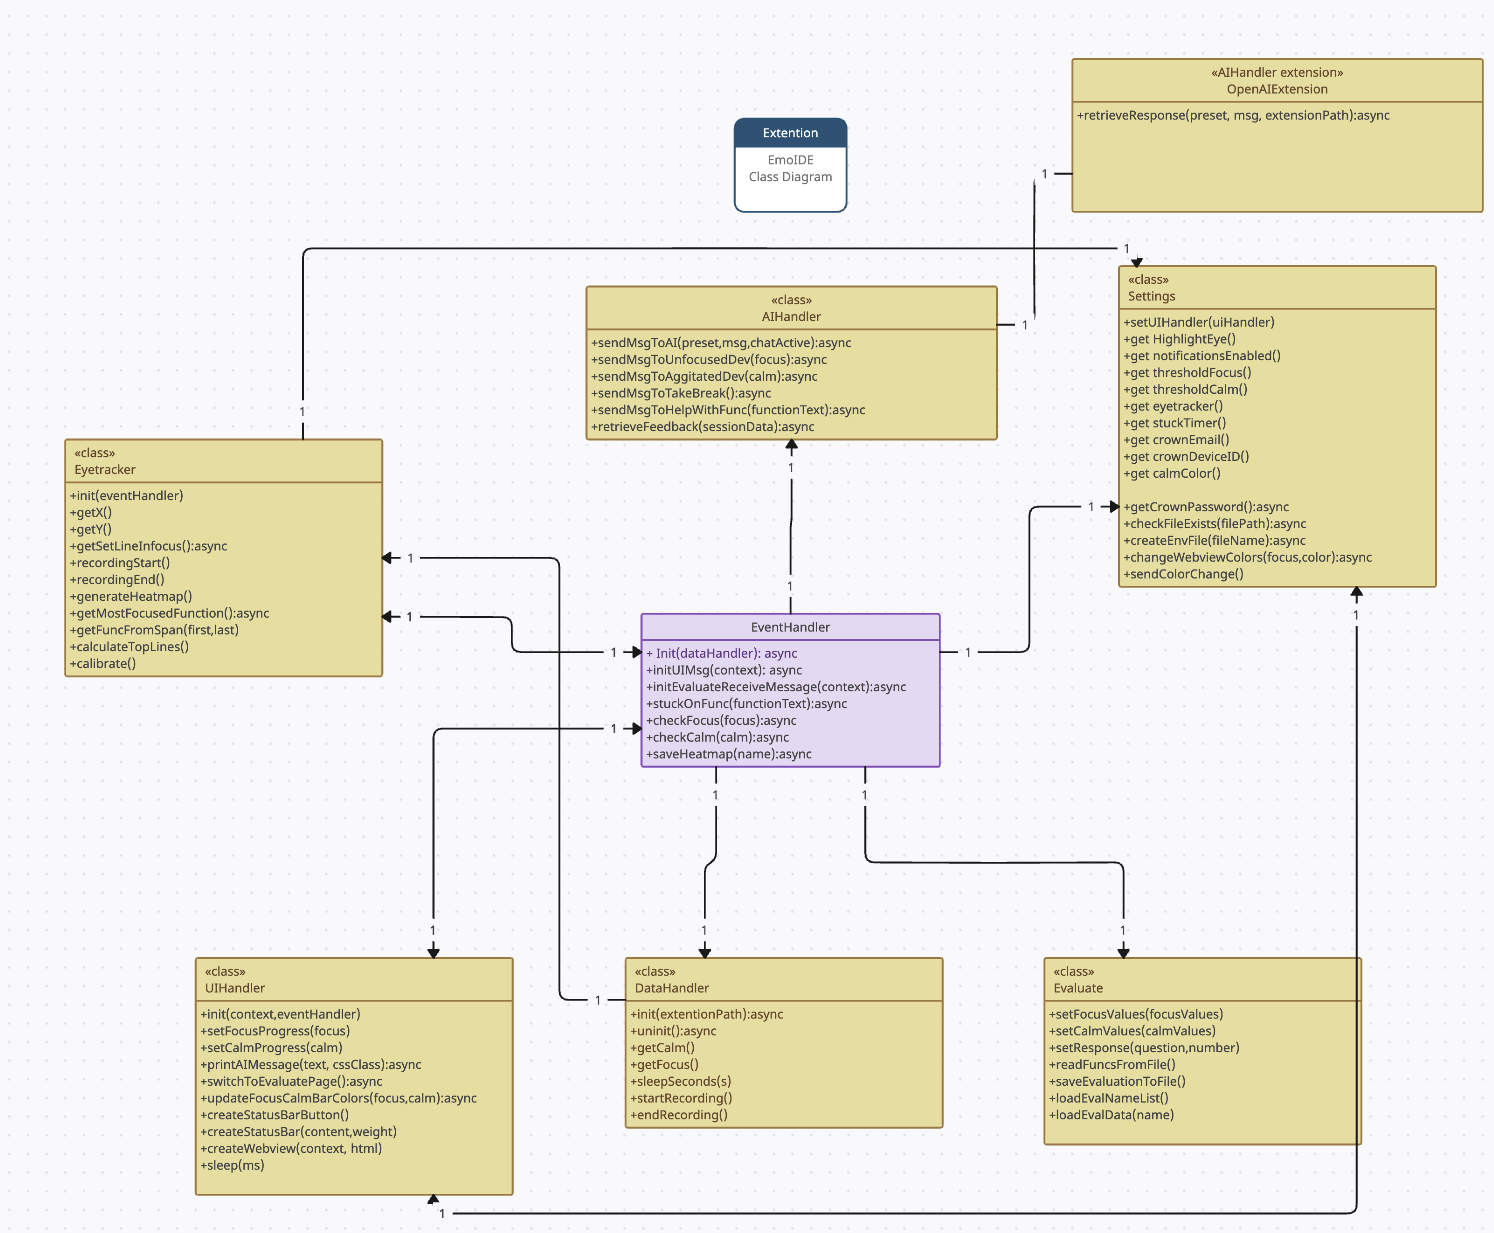 «AIHandler extension»
OpenAIExtension
+retrieveResponse(preset, msg, extensionPath):async
Extention
EmoIDE
Class Diagram
1
1
«class»
Settings
+setUIHandler(uiHandler)
+get HighlightEye()
+get notificationsEnabled()
+get thresholdFocus()
+get thresholdCalm()
+get eyetracker()
+get stuckTimer()
+get crownEmail()
+get crownDeviceID()
+get calmColor()
+getCrownPassword():async
+checkFileExists(filePath):async
+createEnvFile(fileName):async
+changeWebviewColors(focus,color):async
+sendColorChange()
«class»
AIHandler
+sendMsgToAI(preset,msg,chatActive):async
+sendMsgToUnfocusedDev(focus):async
+sendMsgToAggitatedDev(calm):async
+sendMsgToTakeBreak():async
+sendMsgToHelpWithFunc(functionText):async
+retrieveFeedback(sessionData):async
1
1
«class»
Eyetracker
+init(eventHandler)
+getX()
+getY()
+getSetLineInfocus():async
+recordingStart()
+recordingEnd()
+generateHeatmap()
+getMostFocusedFunction():async
+getFuncFromSpan(first,last)
+calculateTopLines()
+calibrate()
1
1
1
1
1
1
1
1
1
EventHandler
+ Init(dataHandler): async
+initUIMsg(context): async
+initEvaluateReceiveMessage(context):async
+stuckOnFunc(functionText):async
+checkFocus(focus):async
+checkCalm(calm):async
+saveHeatmap(name):async
1
1
1
1
1
1
«class»
UIHandler
+init(context,eventHandler)
+setFocusProgress(focus)
+setCalmProgress(calm)
+printAIMessage(text, cssClass):async
+switchToEvaluatePage():async
+updateFocusCalmBarColors(focus,calm):async
+createStatusBarButton()
+createStatusBar(content,weight)
+createWebview(context, html)
+sleep(ms)
1
«class»
DataHandler
+init(extentionPath):async
+uninit():async
+getCalm()
+getFocus()
+sleepSeconds(s)
+startRecording()
+endRecording()
«class»
Evaluate
+setFocusValues(focusValues)
+setCalmValues(calmValues)
+setResponse(question,number)
+readFuncsFromFile()
+saveEvaluationToFile()
+loadEvalNameList()
+loadEvalData(name)
1